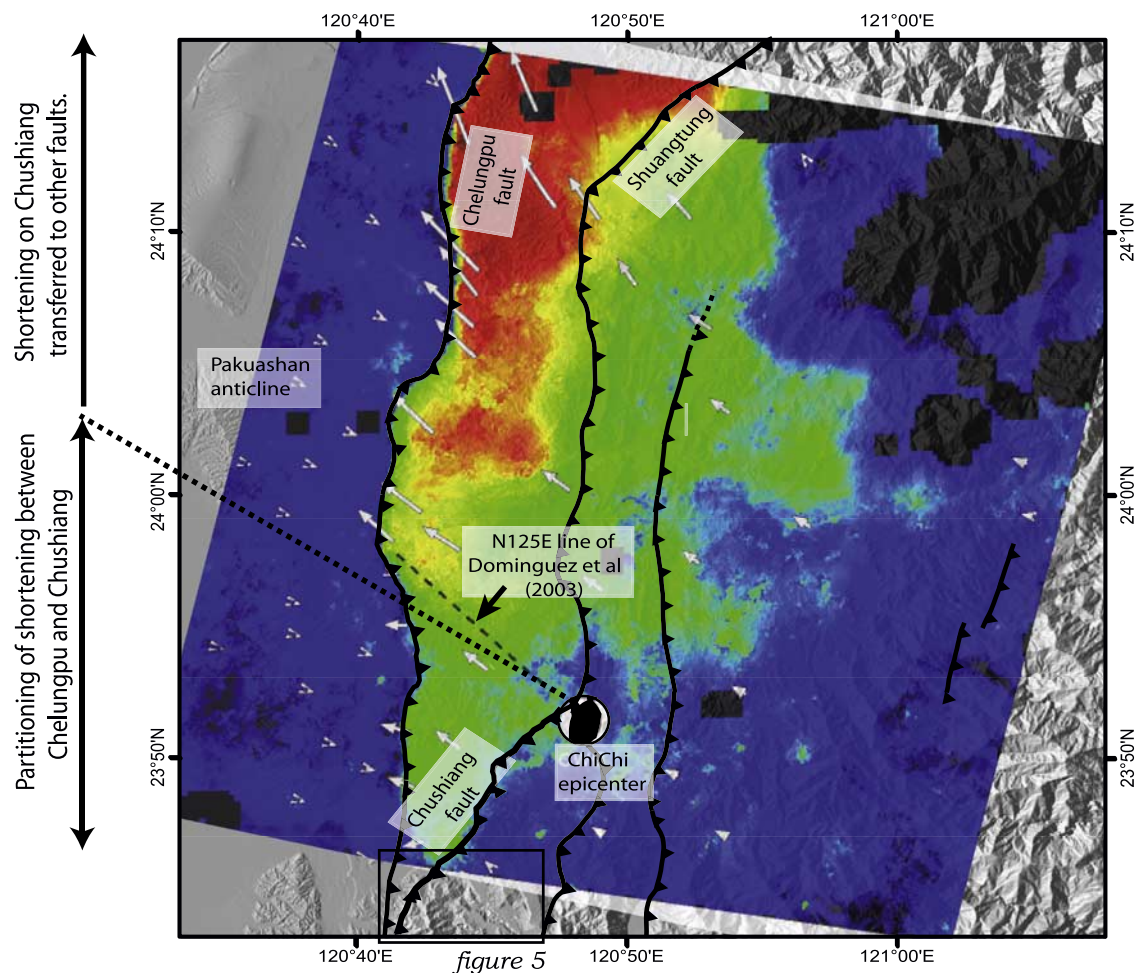 120°40'E
120°50'E
121°00'E
Shortening on Chushiang
transferred to other faults.
Partitioning of shortening between
Chelungpu and Chushiang
24°10'N
24°00'N
23°50'N
Chelungpu
fault
Shuangtung
fault
Pakuashan
anticline
N125E line of
Dominguez et al
(2003)
ChiChi
epicenter
Chushiang
fault
24°10'N
24°00'N
23°50'N
120°40'E
120°50'E
121°00'E
figure 5